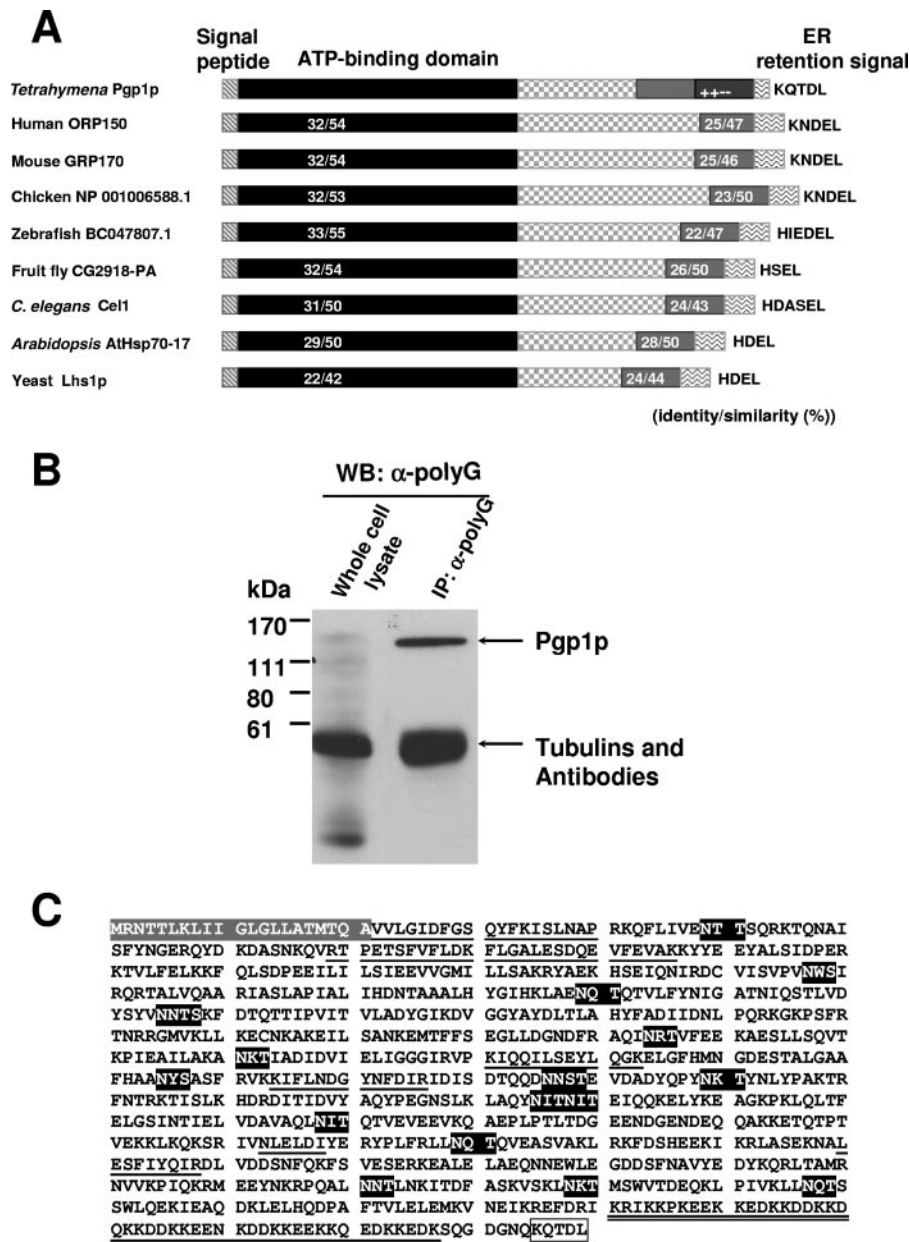 A
Signal peptide
ATP-binding domain
ER retention signal
Tetrahymena Pgp1p ++-- KQTDL
Human ORP150 32/54 25/47 KNDEL
Mouse GRP170 32/54 25/46 KNDEL
Chicken NP 001006588.1 32/53 23/50 KNDEL
Zebrafish BC047807.1 33/55 22/47 HIEDEL
Fruit fly CG2918-PA 32/54 26/50 HSEL
C. elegans Cel1 31/50 24/43 HDASEL
Arabidopsis AtHsp70-17 29/50 28/50 HDEL
Yeast Lhs1p 22/42 24/44 HDEL
(identity/similarity (%))
B
WB: α-polyG
Whole cell lysate
IP: α-polyG
kDa
170
111
80
61
Pgp1p
Tubulins and
Antibodies
C
MRNTTLKLII GLGLLATMTQ AVVLGIDFGS QYFKISLNAP RKQFLIVENT TSQRKTQNAI
SFYNGERQYD KDASNKQVRT PETSFVFLDK FLGALESDQE VFEVAKKYYE EYALSIDPER
KTVLFELKKF QLSDPEEILI LSIEEVVGMI LLSAKRYAEK HSEIQNIRDC VISVPVNWSI
RQRTALVQAA RIASLAPIAL IHDNTAAALH YGIHKLAENQ TQTVLFYNIG ATNIQSTLVD
YSYVNNTSKF DTQTTIPVIT VLADYGIKDV GGYAYDLTLA HYFADIIDNL PQRKGKPSFR
TNRRGMVKLL KECNKAKEIL SANKEMTFFS EGLLDGNDFR AQINRTVFEE KAESLLSQVT
KPIEAILAKA NKTIADIDVI ELIGGGIRVP KIQQILSEYL QGKELGFHMN GDESTALGAA
FHAANYSASF RVKKIFLNDG YNFDIRIDIS DTQQDNNSTE VDADYQPYNK TYNLYPAKTR
FFNTRKTISL KHDRDITIDV YAQYPEGNSL KLAQYNITNI TEIQQKELYK EAGKPKLQLTF
ELGSINTIEL VDAVAQLNIT QTVEVEEVKQ AEPLPTLTDG EENDGENDEQ QAKKETQTPT
VEKKLKQKSR IVNLELDIYE RYPLFRLLNQ TQVEASVAKL RKFDSHEEKI KRLASEKNAL
ESFIYQIRDL VDDSNFQKFS VESERKEALE LAEQNNEWLE GDDSFNAVYE DYKQRLTAMR
NVVKPIQKRM EEYNKRPQAL NNTLNKITDF ASKVSKLNKT MSWVTDEQKL PIVKLLNQTS
SWLQEKIEAQ DKLELHQDPA FTVLELEMKV NEIKREFDRI KRIKKPKEEK KEDKKDDKKD
QKKDDKKEEN KDDKKEEKKQ EDKKEDKSQG DGNQKQTDL